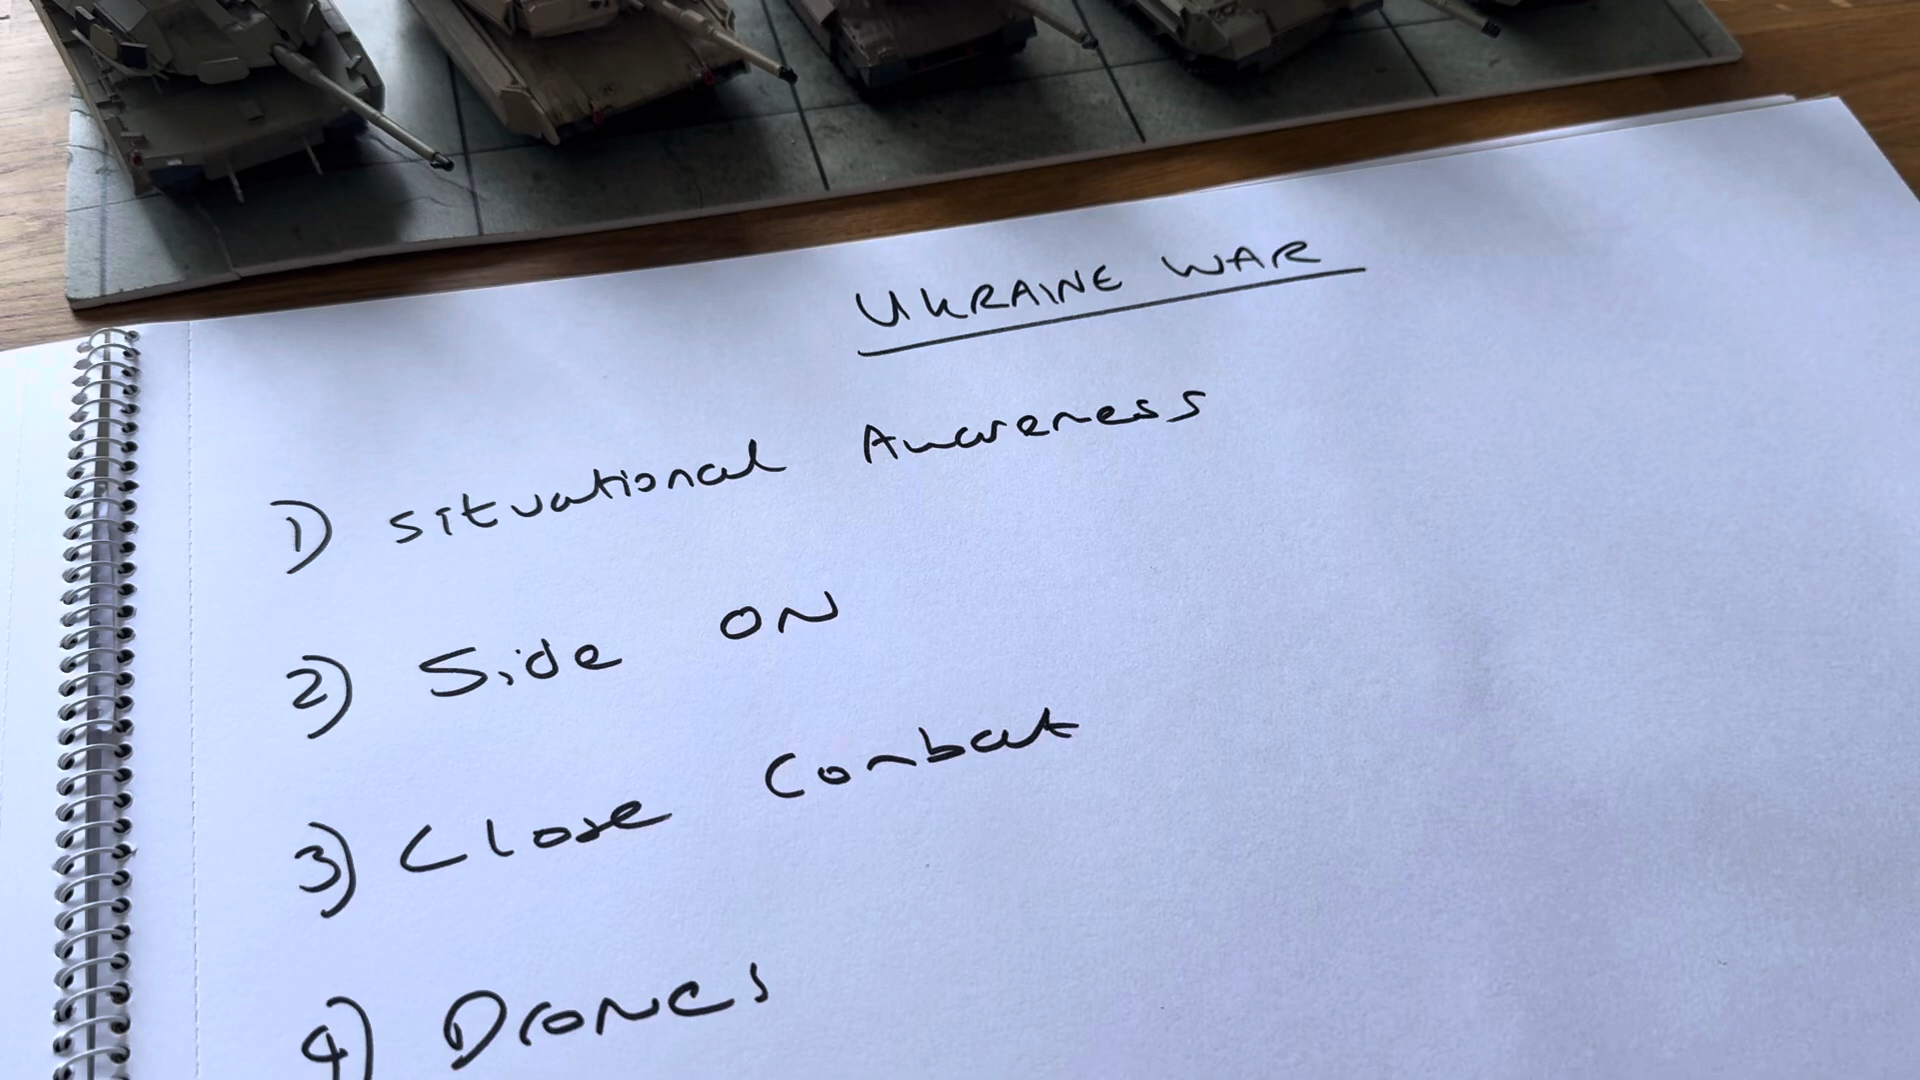 UKRAINE WAR
1) Situational Awareness
2) Side ON
3) Close Combat
4) Drones